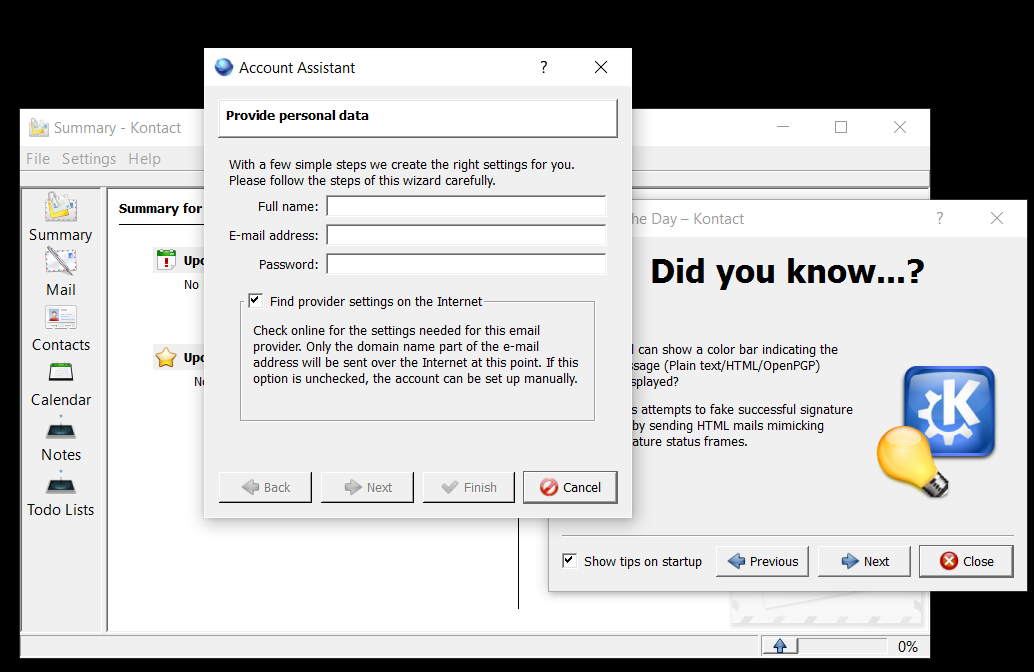 Account Assistant
?
Provide personal data
With a few simple steps we create the right settings for you.
Please follow the steps of this wizard carefully.
Full name:
E-mail address:
Password:
Find provider settings on the Internet
Check online for the settings needed for this email
provider. Only the domain name part of the e-mail
address will be sent over the Internet at this point. If this
option is unchecked, the account can be set up manually.
Back
Next
Finish
Cancel
Summary - Kontact
File Settings Help
Summary
Mail
Contacts
Calendar
Notes
Todo Lists
Summary for
No
he Day – Kontact
?
Did you know...?
can show a color bar indicating the
(Plain text/HTML/OpenPGP)
attempts to fake successful signature
by sending HTML mails mimicking
status frames.
Show tips on startup
Previous
Next
Close
0%